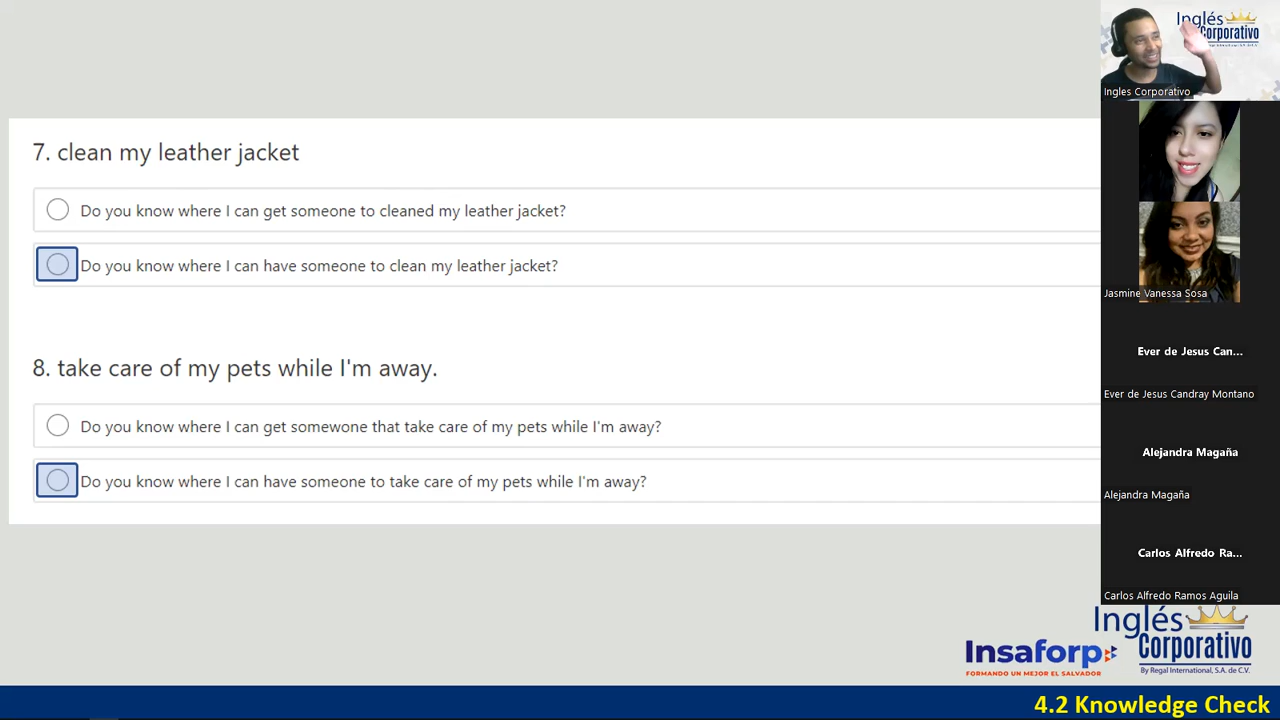 7. clean my leather jacket
Do you know where I can get someone to cleaned my leather jacket?
Do you know where I can have someone to clean my leather jacket?
8. take care of my pets while I'm away.
Do you know where I can get somewone that take care of my pets while I'm away?
Do you know where I can have someone to take care of my pets while I'm away?
Inglés
Corporativo
Ingles Corporativo
Jasmine Vanessa Sosa
Ever de Jesus Can...
Ever de Jesus Candray Montano
Alejandra Magaña
Alejandra Magaña
Carlos Alfredo Ra...
Carlos Alfredo Ramos Aguila
Insaforp
FORMANDO UN MEJOR EL SALVADOR
Inglés
Corporativo
By Regal International, S.A. de C.V.
4.2 Knowledge Check